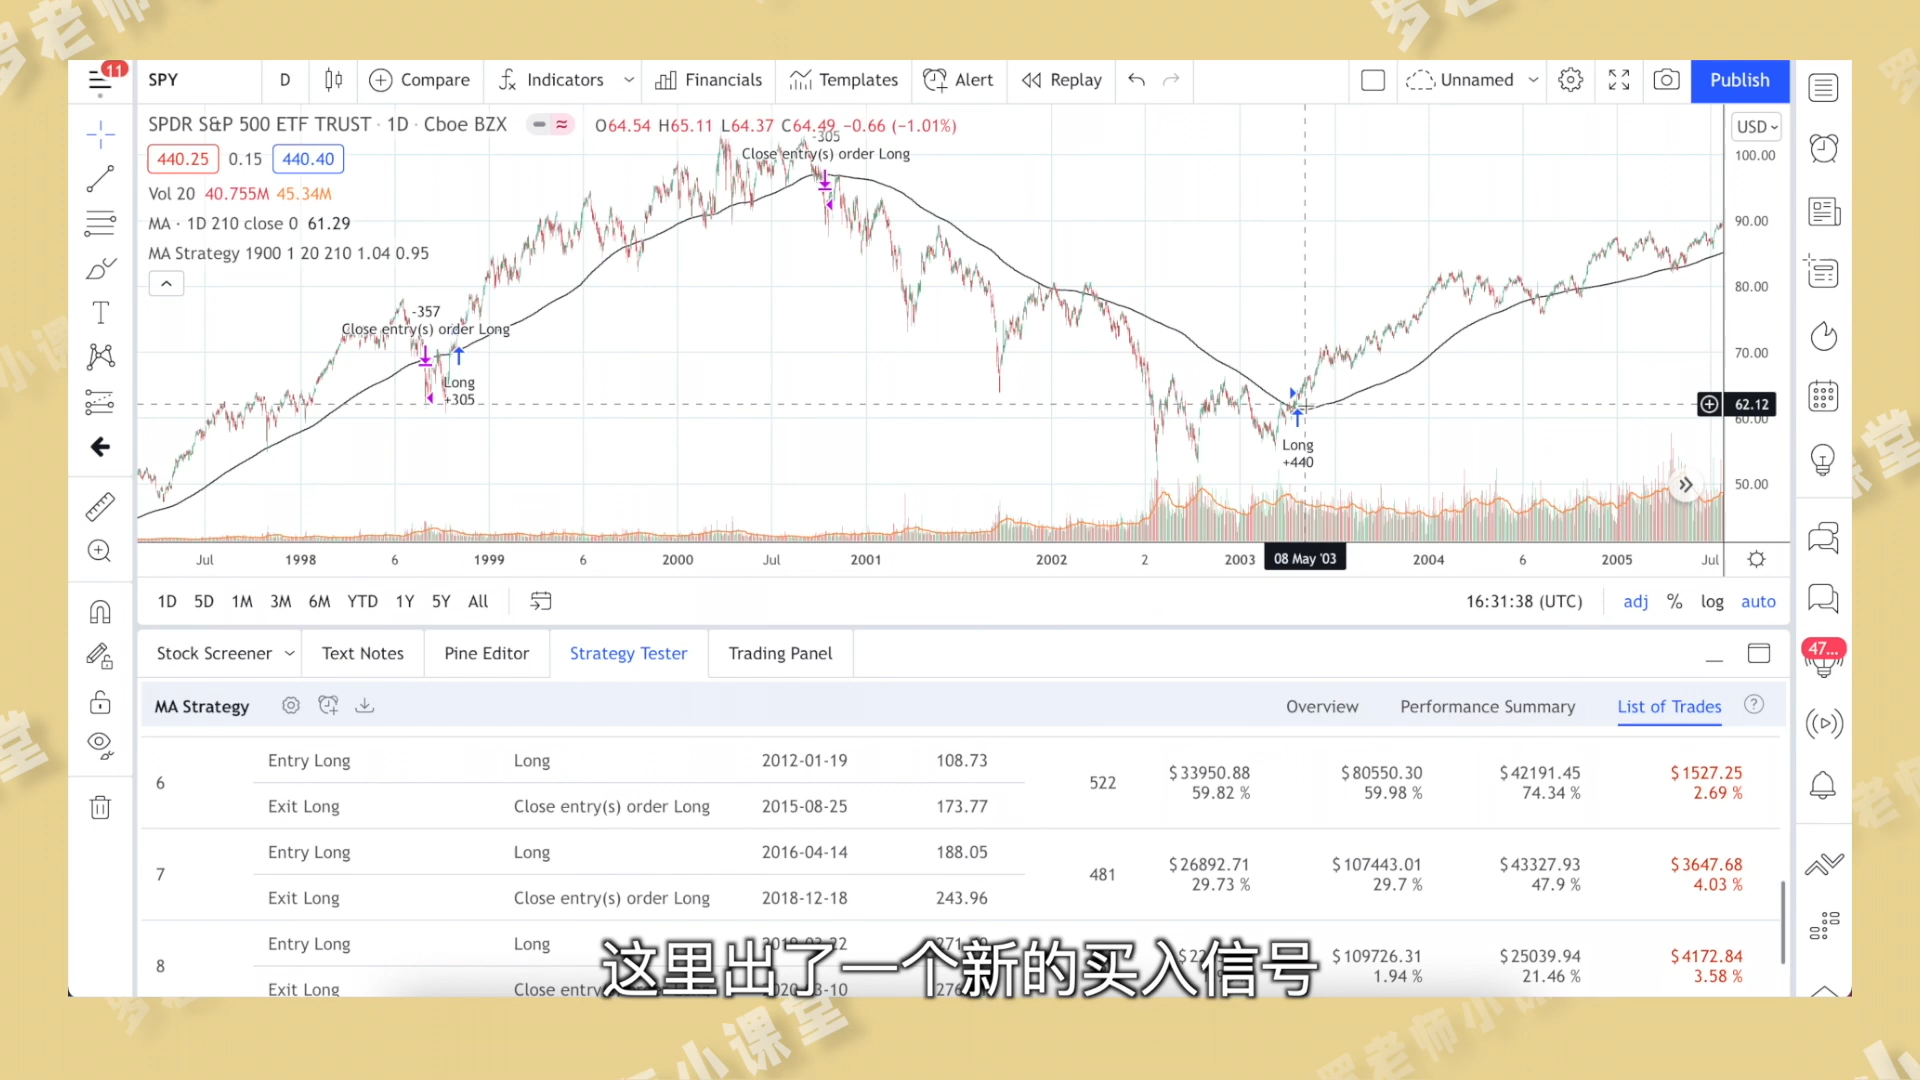 11
SPY
D
Compare
Indicators
Financials
Templates
Alert
Replay
Unnamed
Publish
SPDR S&P 500 ETF TRUST · 1D · Cboe BZX
O64.54 H65.11 L64.37 C64.49 −0.66 (−1.01%)
USD
440.25 0.15 440.40
Vol 20 40.755M 45.34M
MA · 1D 210 close 0 61.29
MA Strategy 1900 1 20 210 1.04 0.95
-305
Close entry(s) order Long
-357
Close entry(s) order Long
Long
+305
Long
+440
100.00
90.00
80.00
70.00
62.12
60.00
50.00
Jul
1998
6
1999
6
2000
Jul
2001
2002
2
2003
08 May '03
2004
6
2005
Jul
1D 5D 1M 3M 6M YTD 1Y 5Y All
16:31:38 (UTC)
adj % log auto
Stock Screener
Text Notes
Pine Editor
Strategy Tester
Trading Panel
47...
MA Strategy
Overview
Performance Summary
List of Trades
6
Entry Long Long 2012-01-19 108.73
Exit Long Close entry(s) order Long 2015-08-25 173.77
522
$33950.88 $80550.30 $42191.45 $1527.25
59.82 % 59.98 % 74.34 % 2.69 %
7
Entry Long Long 2016-04-14 188.05
Exit Long Close entry(s) order Long 2018-12-18 243.96
481
$26892.71 $107443.01 $43327.93 $3647.68
29.73 % 29.7 % 47.9 % 4.03 %
8
Entry Long Long
Exit Long
$109726.31 $25039.94 $4172.84
1.94 % 21.46 % 3.58 %
这里出了一个新的买入信号
罗老师小课堂